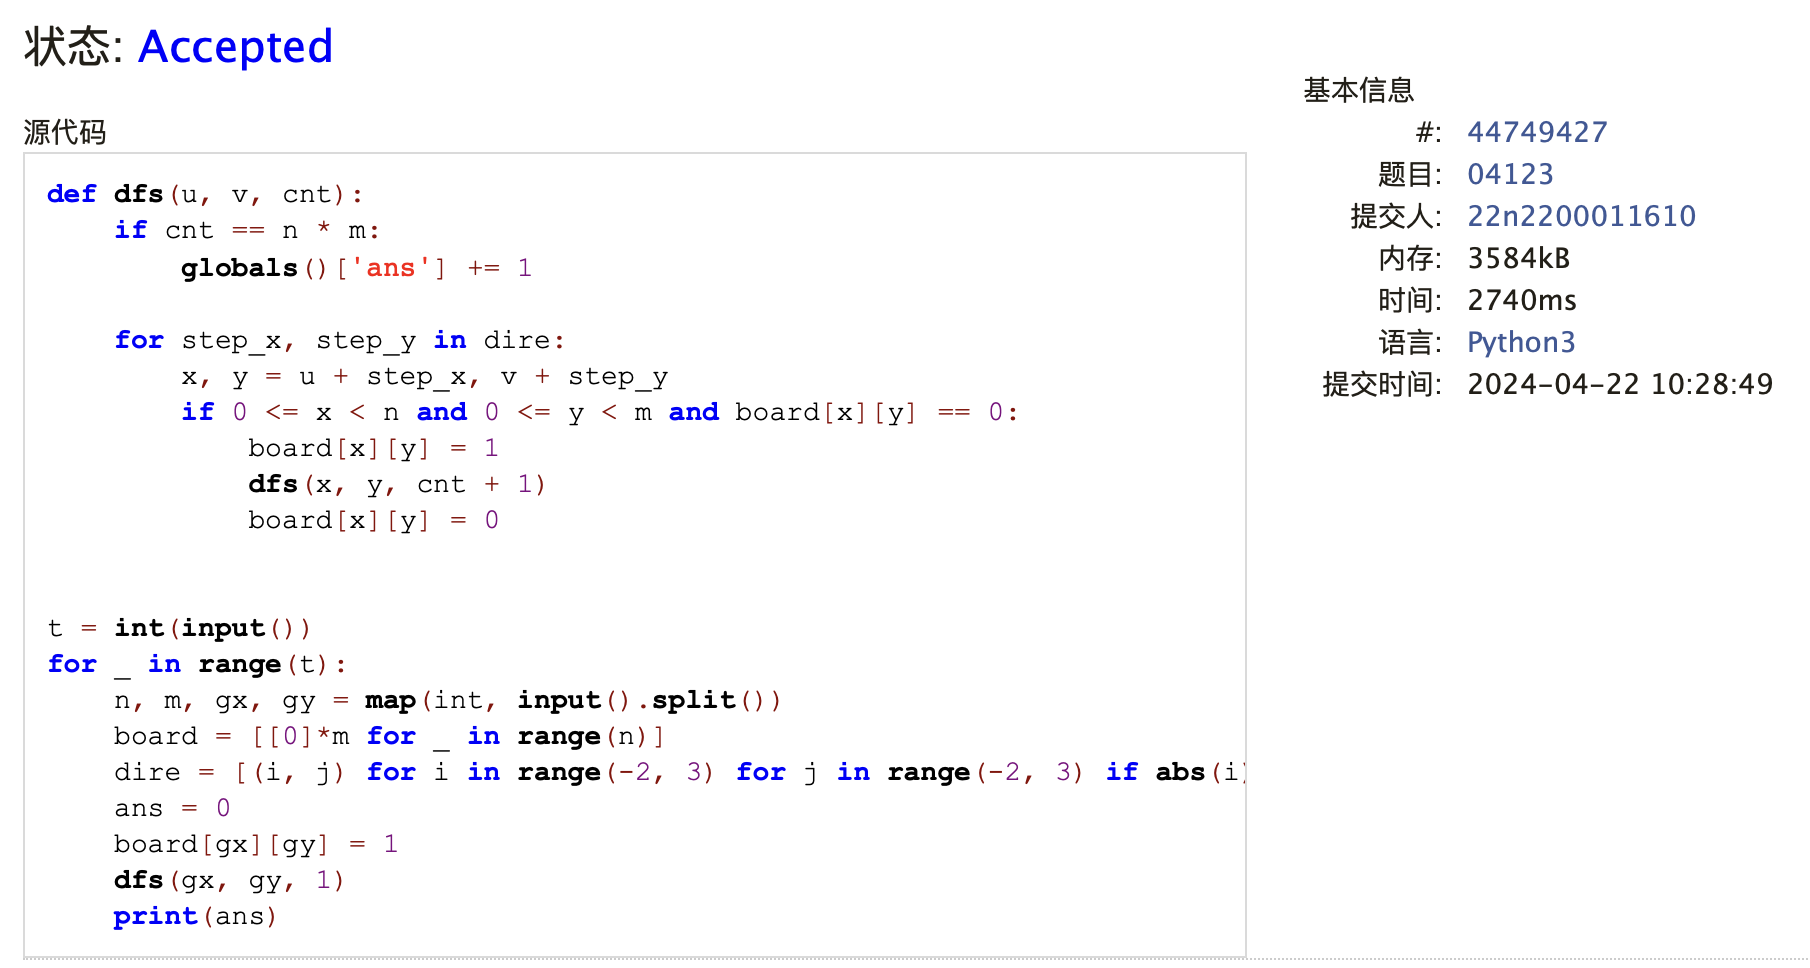 状态: Accepted
源代码
def dfs(u, v, cnt):
    if cnt == n * m:
        globals()['ans'] += 1

    for step_x, step_y in dire:
        x, y = u + step_x, v + step_y
        if 0 <= x < n and 0 <= y < m and board[x][y] == 0:
            board[x][y] = 1
            dfs(x, y, cnt + 1)
            board[x][y] = 0


t = int(input())
for _ in range(t):
    n, m, gx, gy = map(int, input().split())
    board = [[0]*m for _ in range(n)]
    dire = [(i, j) for i in range(-2, 3) for j in range(-2, 3) if abs(i)
    ans = 0
    board[gx][gy] = 1
    dfs(gx, gy, 1)
    print(ans)
基本信息
#: 44749427
题目: 04123
提交人: 22n2200011610
内存: 3584kB
时间: 2740ms
语言: Python3
提交时间: 2024-04-22 10:28:49